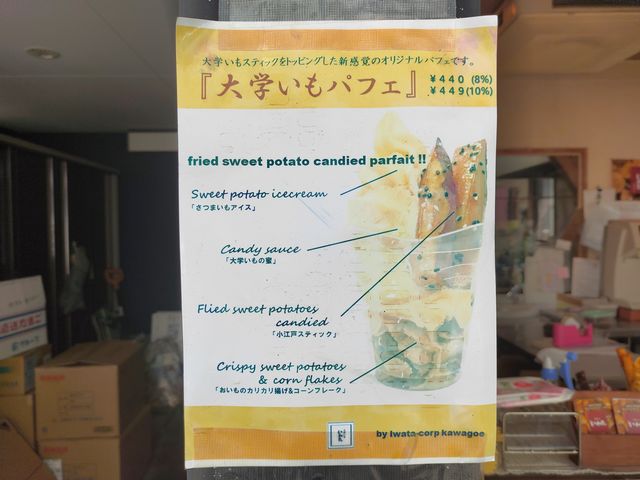 大学いもスティックをトッピングした新感覚のオリジナルパフェです。
『大学いもパフェ』
￥４４０ (8%)
￥４４９(10%)
fried sweet potato candied parfait !!
Sweet potato icecream
「さつまいもアイス」
Candy sauce
「大学いもの蜜」
Flied sweet potatoes
candied
「小江戸スティック」
Crispy sweet potatoes
& corn flakes
「おいものカリカリ揚げ&コーンフレーク」
by Iwata-corp kawagoe